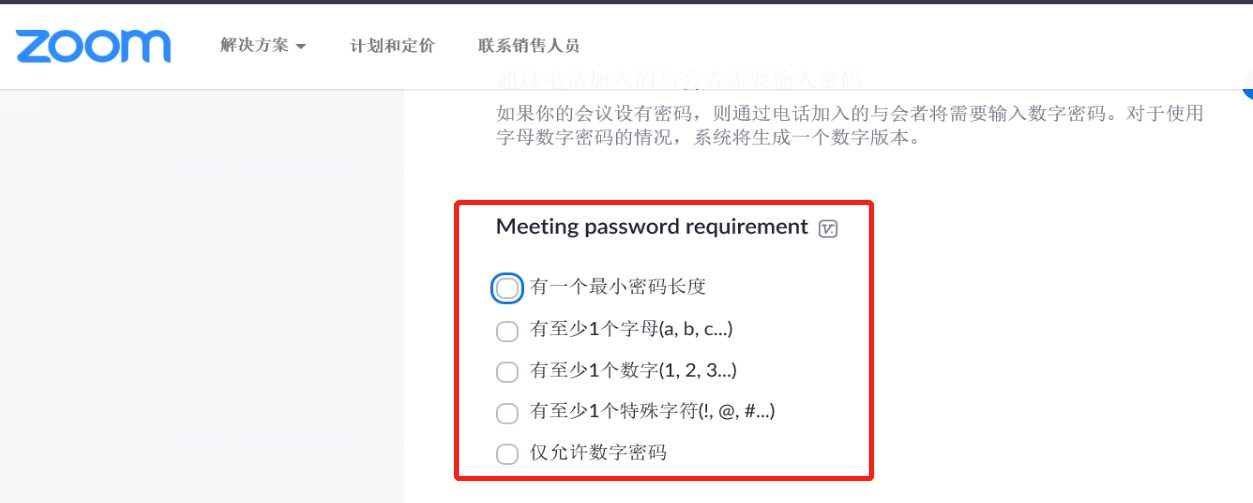 zoom
解决方案
计划和定价
联系销售人员
通过电话加入的与会者需要输入密码
如果你的会议设有密码，则通过电话加入的与会者将需要输入数字密码。对于使用
字母数字密码的情况，系统将生成一个数字版本。
Meeting password requirement
有一个最小密码长度
有至少1个字母(a, b, c...)
有至少1个数字(1, 2, 3...)
有至少1个特殊字符(!, @, #...)
仅允许数字密码